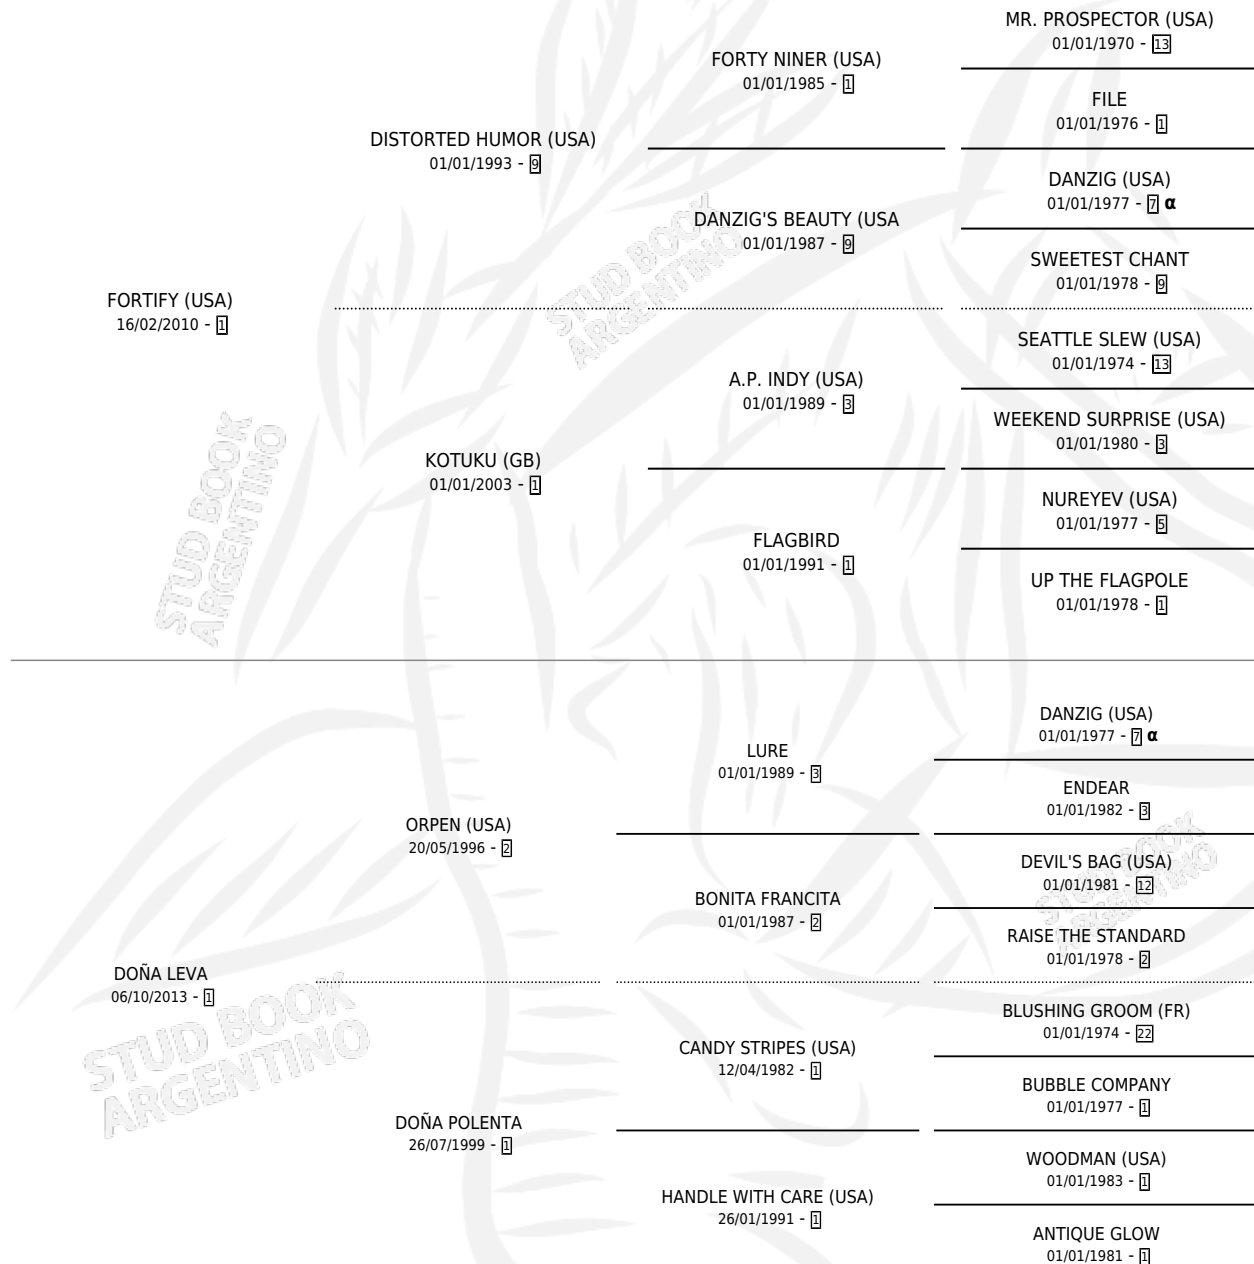 MR. PROSPECTOR (USA)
01/01/1970 - 13
FORTY NINER (USA)
01/01/1985 - 1
FILE
01/01/1976 - 1
DISTORTED HUMOR (USA)
01/01/1993 - 9
DANZIG (USA)
01/01/1977 - 7 α
DANZIG'S BEAUTY (USA
01/01/1987 - 9
SWEETEST CHANT
01/01/1978 - 9
FORTIFY (USA)
16/02/2010 - 1
STUD BOOK
ARGENTINO
SEATTLE SLEW (USA)
01/01/1974 - 13
A.P. INDY (USA)
01/01/1989 - 3
WEEKEND SURPRISE (USA)
01/01/1980 - 3
KOTUKU (GB)
01/01/2003 - 1
STUD BOOK
ARGENTINO
NUREYEV (USA)
01/01/1977 - 5
FLAGBIRD
01/01/1991 - 1
UP THE FLAGPOLE
01/01/1978 - 1
DANZIG (USA)
01/01/1977 - 7 α
LURE
01/01/1989 - 3
ENDEAR
01/01/1982 - 3
ORPEN (USA)
20/05/1996 - 2
DEVIL'S BAG (USA)
01/01/1981 - 12
STUD BOOK
ARGENTINO
BONITA FRANCITA
01/01/1987 - 2
RAISE THE STANDARD
01/01/1978 - 2
DOÑA LEVA
06/10/2013 - 1
STUD BOOK
ARGENTINO
BLUSHING GROOM (FR)
01/01/1974 - 22
CANDY STRIPES (USA)
12/04/1982 - 1
BUBBLE COMPANY
01/01/1977 - 1
DOÑA POLENTA
26/07/1999 - 1
WOODMAN (USA)
01/01/1983 - 1
HANDLE WITH CARE (USA)
26/01/1991 - 1
ANTIQUE GLOW
01/01/1981 - 1